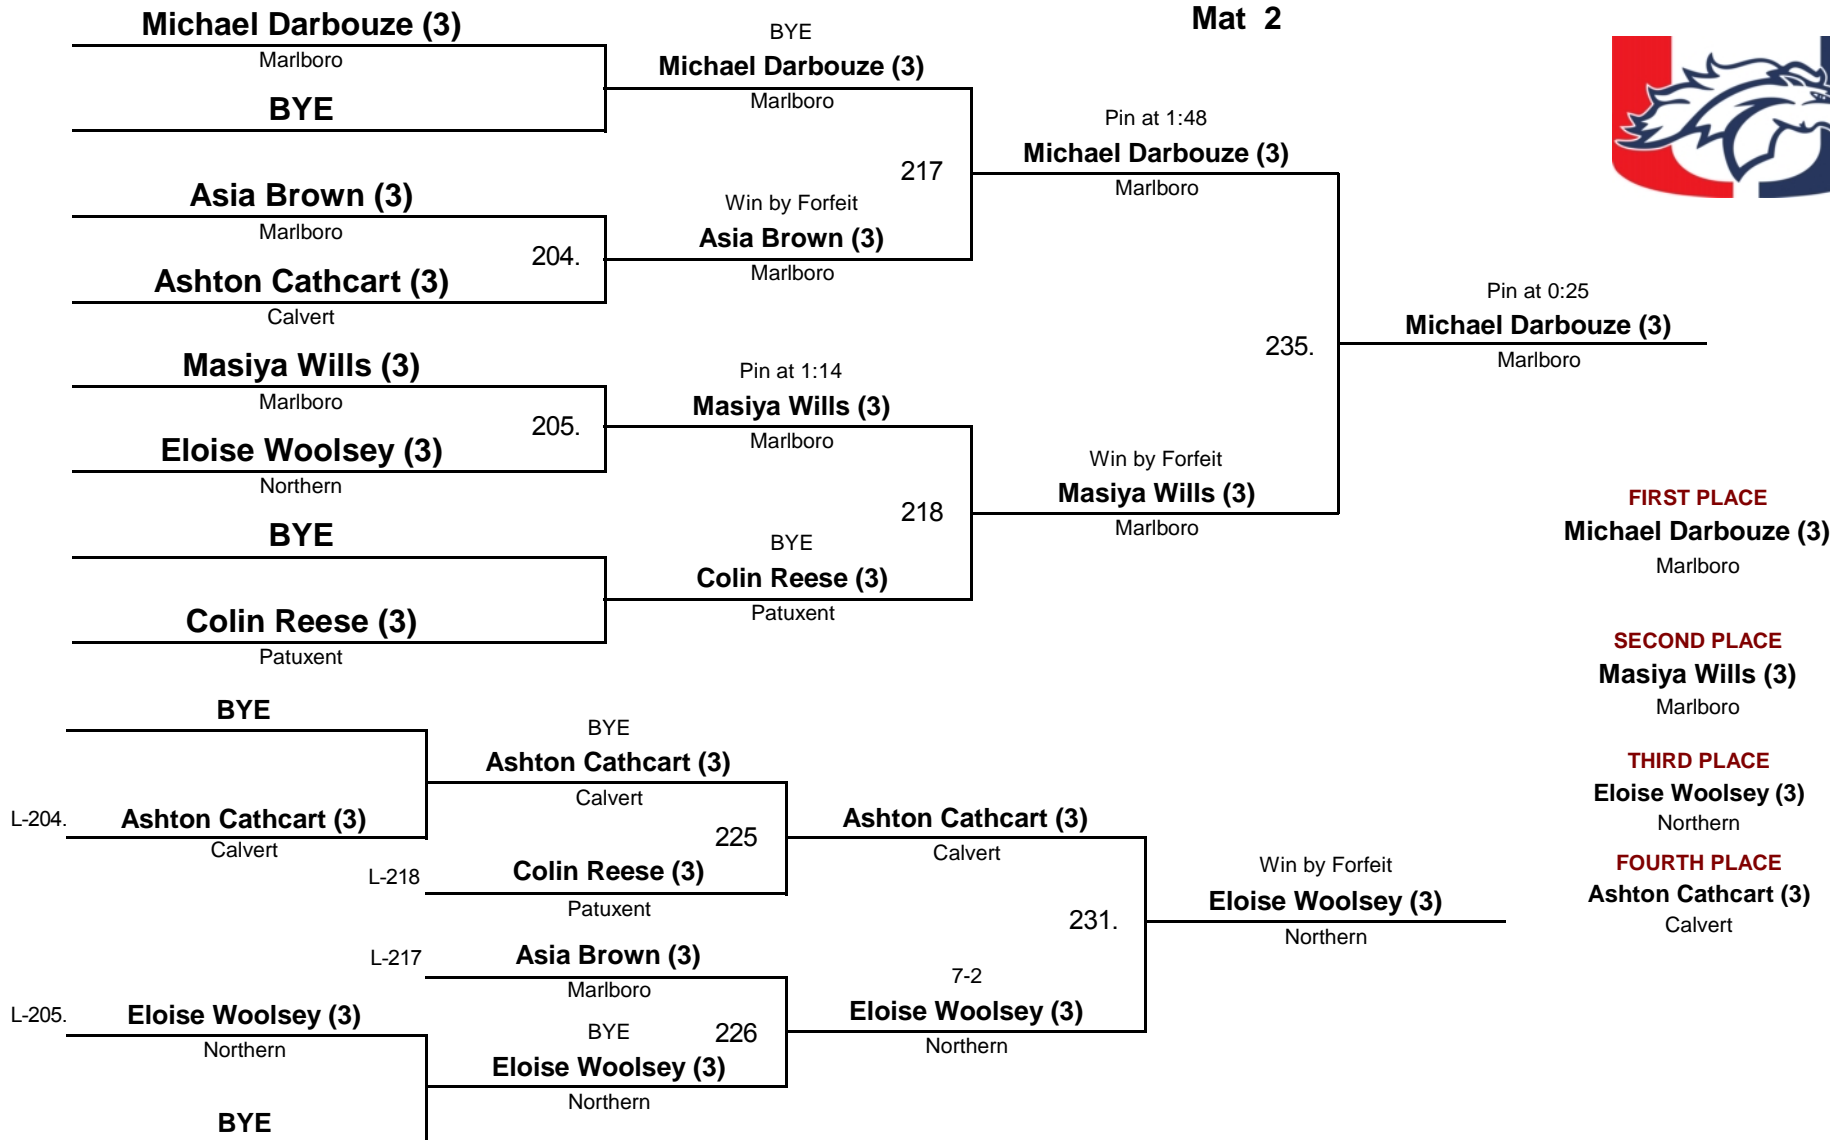 Mat 2
Michael Darbouze (3)
Marlboro
BYE
Asia Brown (3)
Marlboro
204.
Ashton Cathcart (3)
Calvert
Masiya Wills (3)
Marlboro
205.
Eloise Woolsey (3)
Northern
BYE
Colin Reese (3)
Patuxent
BYE
Michael Darbouze (3)
Marlboro
217
Win by Forfeit
Asia Brown (3)
Marlboro
Pin at 1:14
Masiya Wills (3)
Marlboro
218
BYE
Colin Reese (3)
Patuxent
Pin at 1:48
Michael Darbouze (3)
Marlboro
235.
Win by Forfeit
Masiya Wills (3)
Marlboro
Pin at 0:25
Michael Darbouze (3)
Marlboro
BYE
L-204.
Ashton Cathcart (3)
Calvert
L-205.
Eloise Woolsey (3)
Northern
BYE
BYE
Ashton Cathcart (3)
Calvert
225
L-218
Colin Reese (3)
Patuxent
L-217
Asia Brown (3)
Marlboro
226
BYE
Eloise Woolsey (3)
Northern
Ashton Cathcart (3)
Calvert
231.
7-2
Eloise Woolsey (3)
Northern
Win by Forfeit
Eloise Woolsey (3)
Northern
FIRST PLACE
Michael Darbouze (3)
Marlboro
SECOND PLACE
Masiya Wills (3)
Marlboro
THIRD PLACE
Eloise Woolsey (3)
Northern
FOURTH PLACE
Ashton Cathcart (3)
Calvert